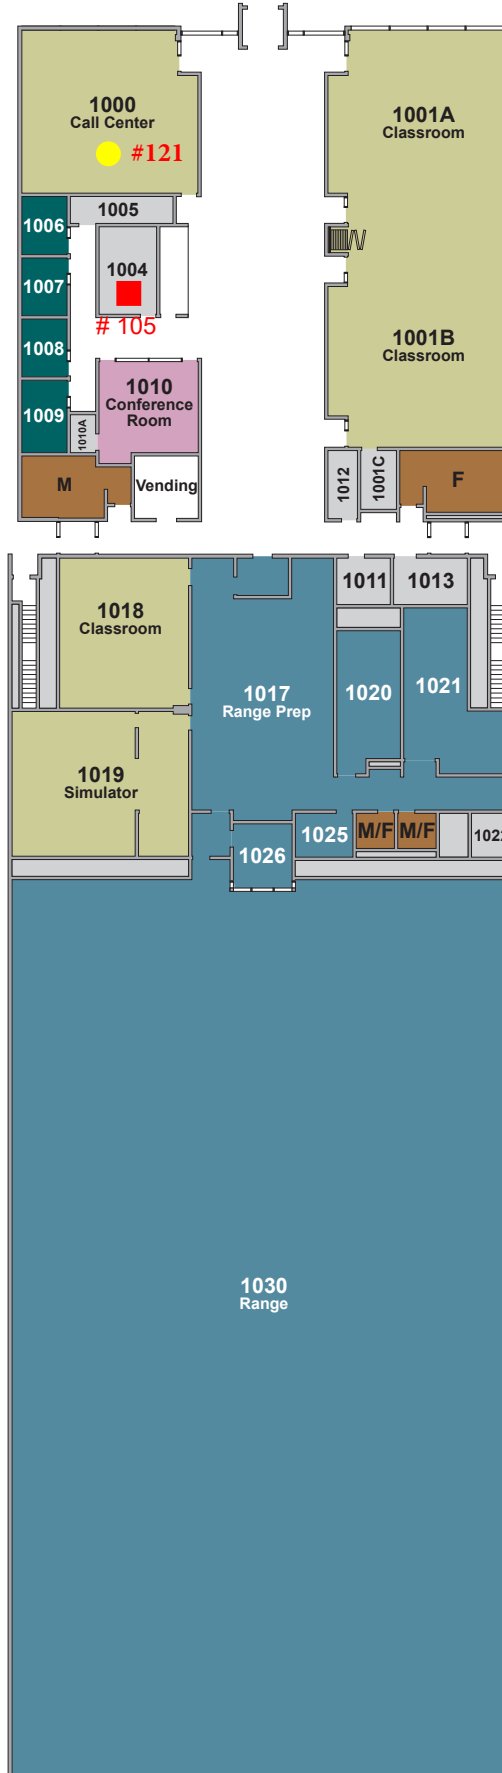 1000
Call Center
#121
1001A
Classroom
1005
1006
1004
1007
# 105
1008
1001B
Classroom
1010
Conference
Room
1009
1010A
M
Vending
1012
1001C
F
1011
1013
1018
Classroom
1017
Range Prep
1020
1021
1019
Simulator
1025
M/F
M/F
1026
1030
Range